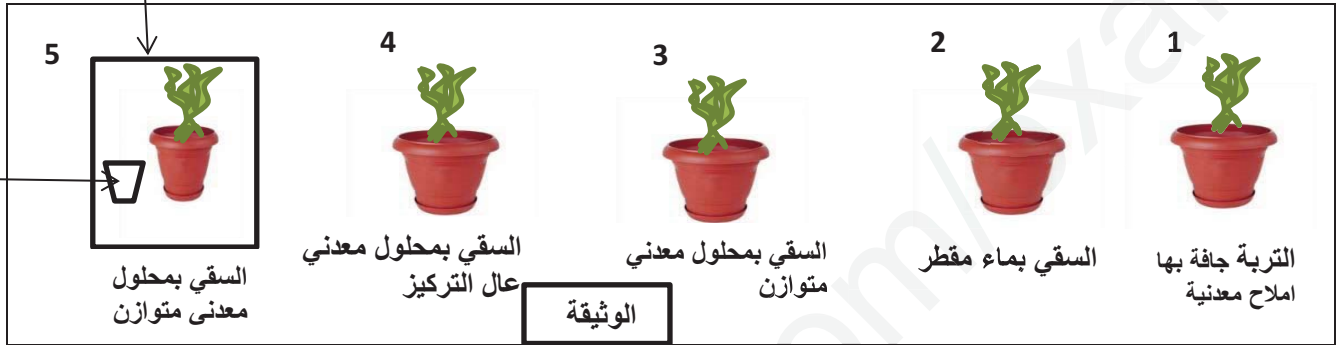 1
التربة جافة بها
املاح معدنية
2
السقي بماء مقطر
3
السقي بمحلول معدني
متوازن
4
السقي بمحلول معدني
عال التركيز
5
السقي بمحلول
معدني متوازن
الوثيقة